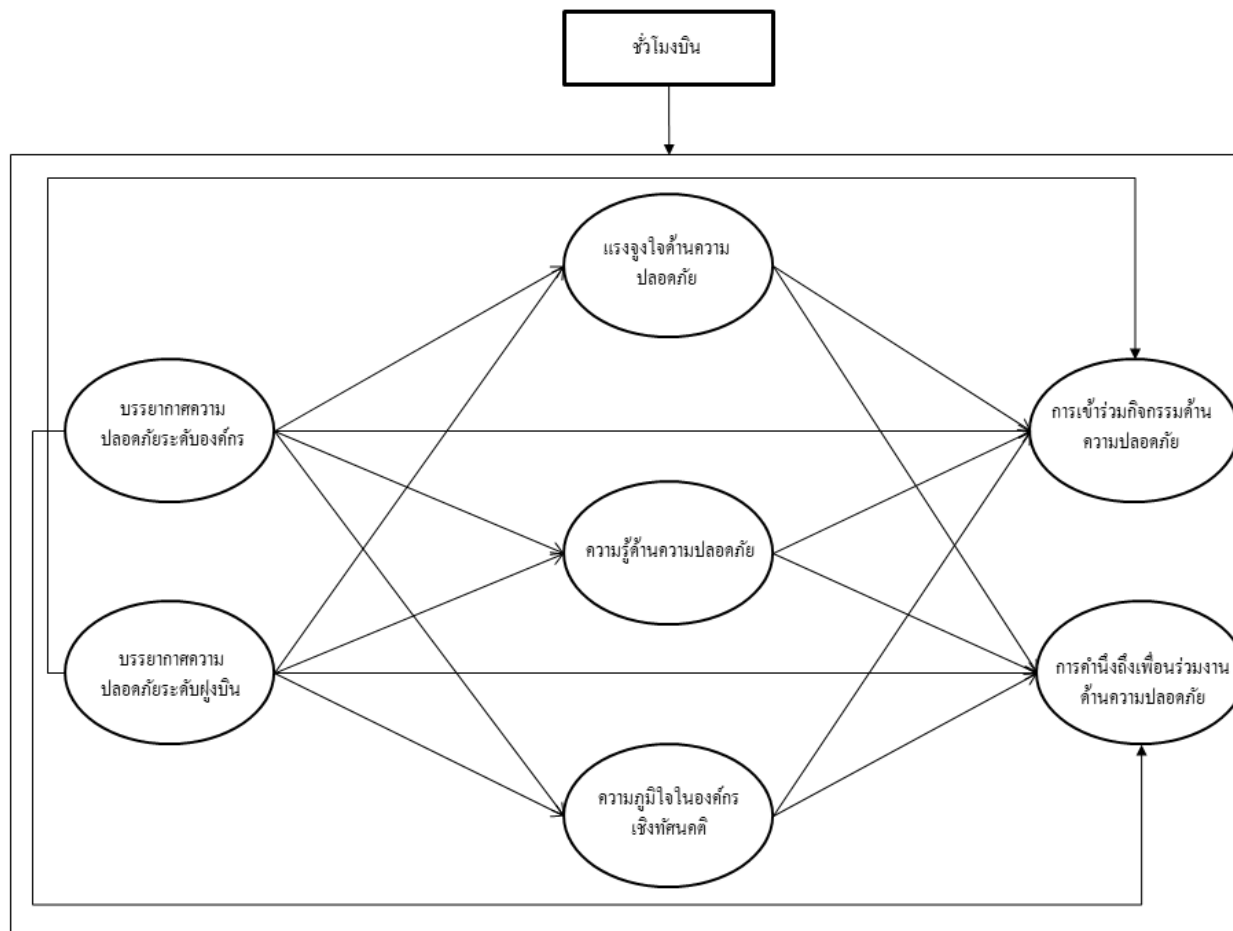 ชั่วโมงบิน
แรงจูงใจด้านความ
ปลอดภัย
บรรยากาศความ
ปลอดภัยระดับองค์กร
การเข้าร่วมกิจกรรมด้าน
ความปลอดภัย
ความรู้ด้านความปลอดภัย
บรรยากาศความ
ปลอดภัยระดับฝูงบิน
การคำนึงถึงเพื่อนร่วมงาน
ด้านความปลอดภัย
ความภูมิใจในองค์กร
เชิงทัศนคติ